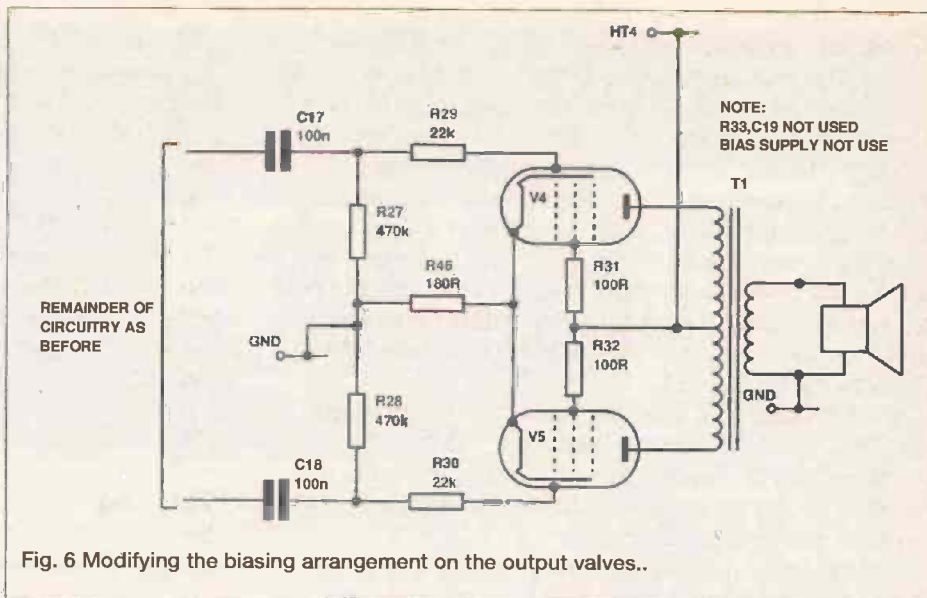 HT4
NOTE:
R33,C19 NOT USED
BIAS SUPPLY NOT USE
T1
C17
100n
R29
22k
V4
R27
470k
R46
180R
R31
100R
REMAINDER OF
CIRCUITRY AS
BEFORE
GND
R32
100R
GND
R28
470k
V5
C18
100n
R30
22k
Fig. 6 Modifying the biasing arrangement on the output valves..